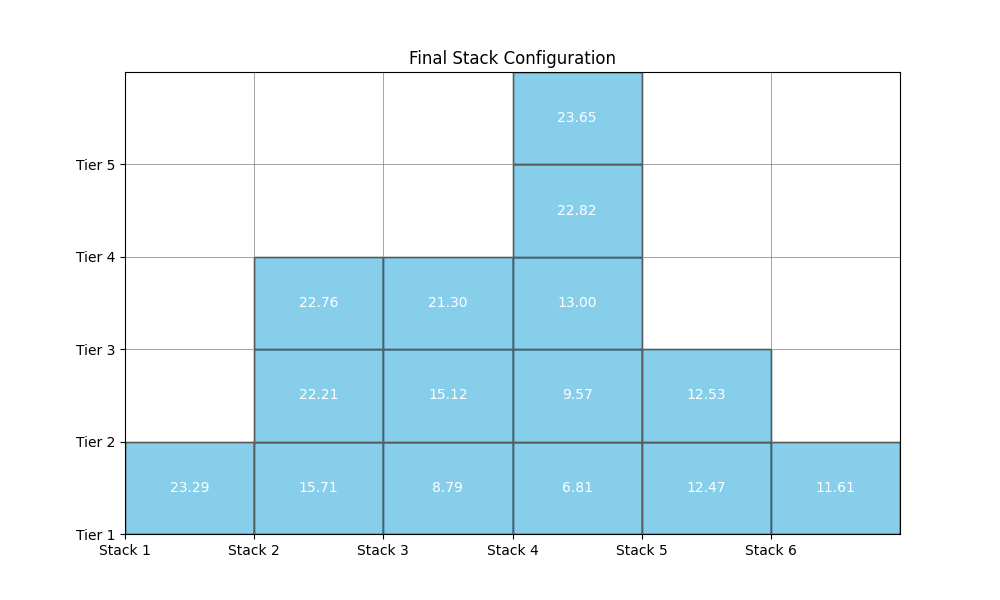 Final Stack Configuration
23.65
Tier 5
22.82
Tier 4
22.76 21.30 13.00
Tier 3
22.21 15.12 9.57 12.53
Tier 2
23.29 15.71 8.79 6.81 12.47 11.61
Tier 1
Stack 1 Stack 2 Stack 3 Stack 4 Stack 5 Stack 6